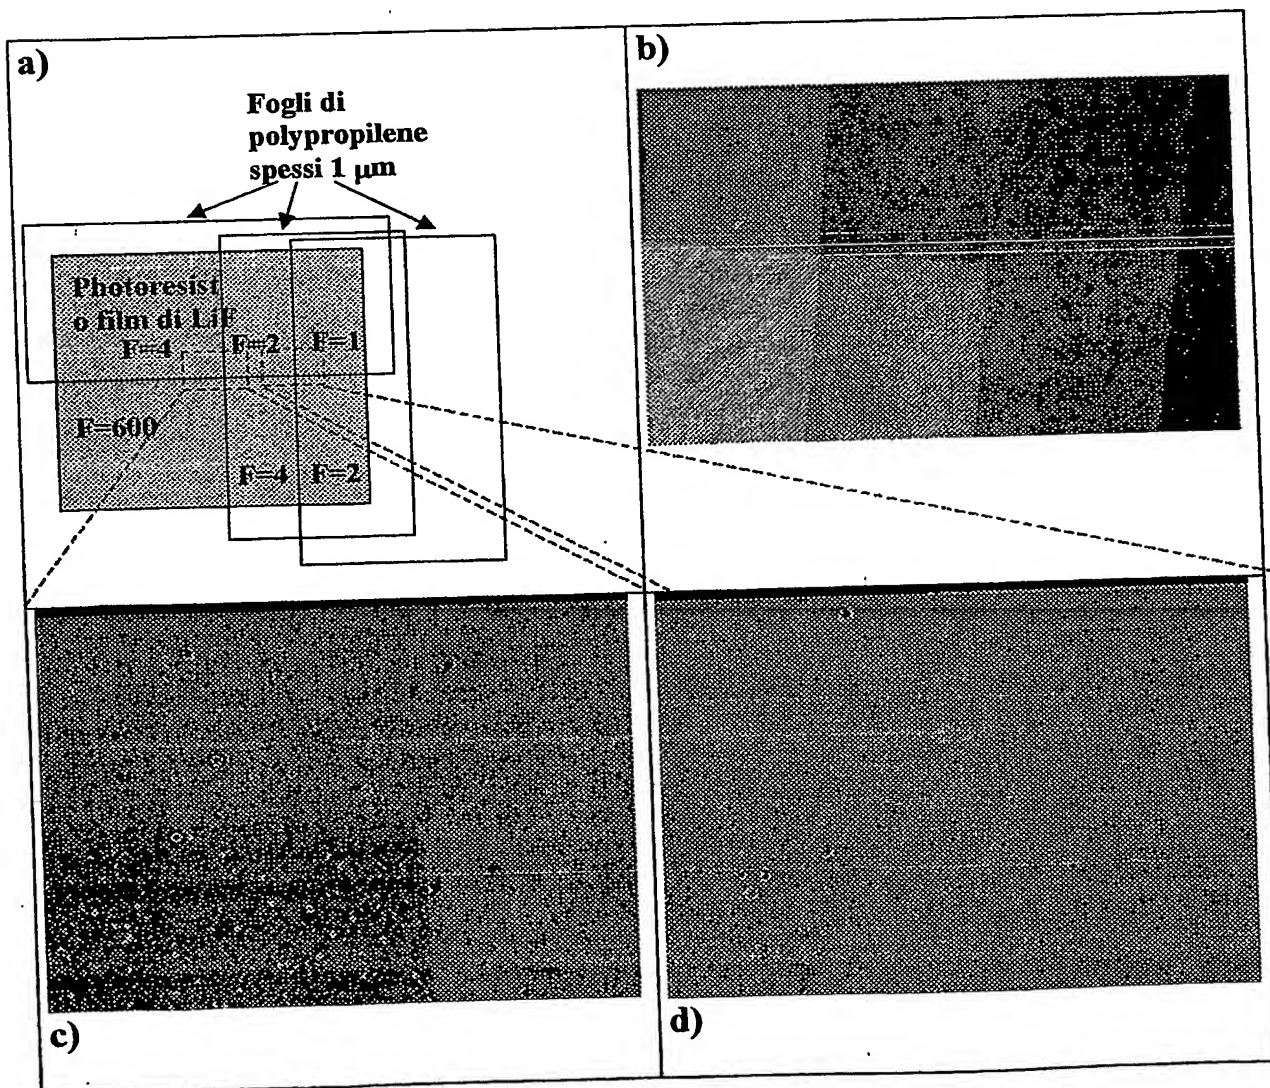 a)
b)
Fogli di
polypropilene
spessi 1 μm
Photoresist
o film di LiF
F=4
F=2
F=1
F=600
F=4
F=2
c)
d)